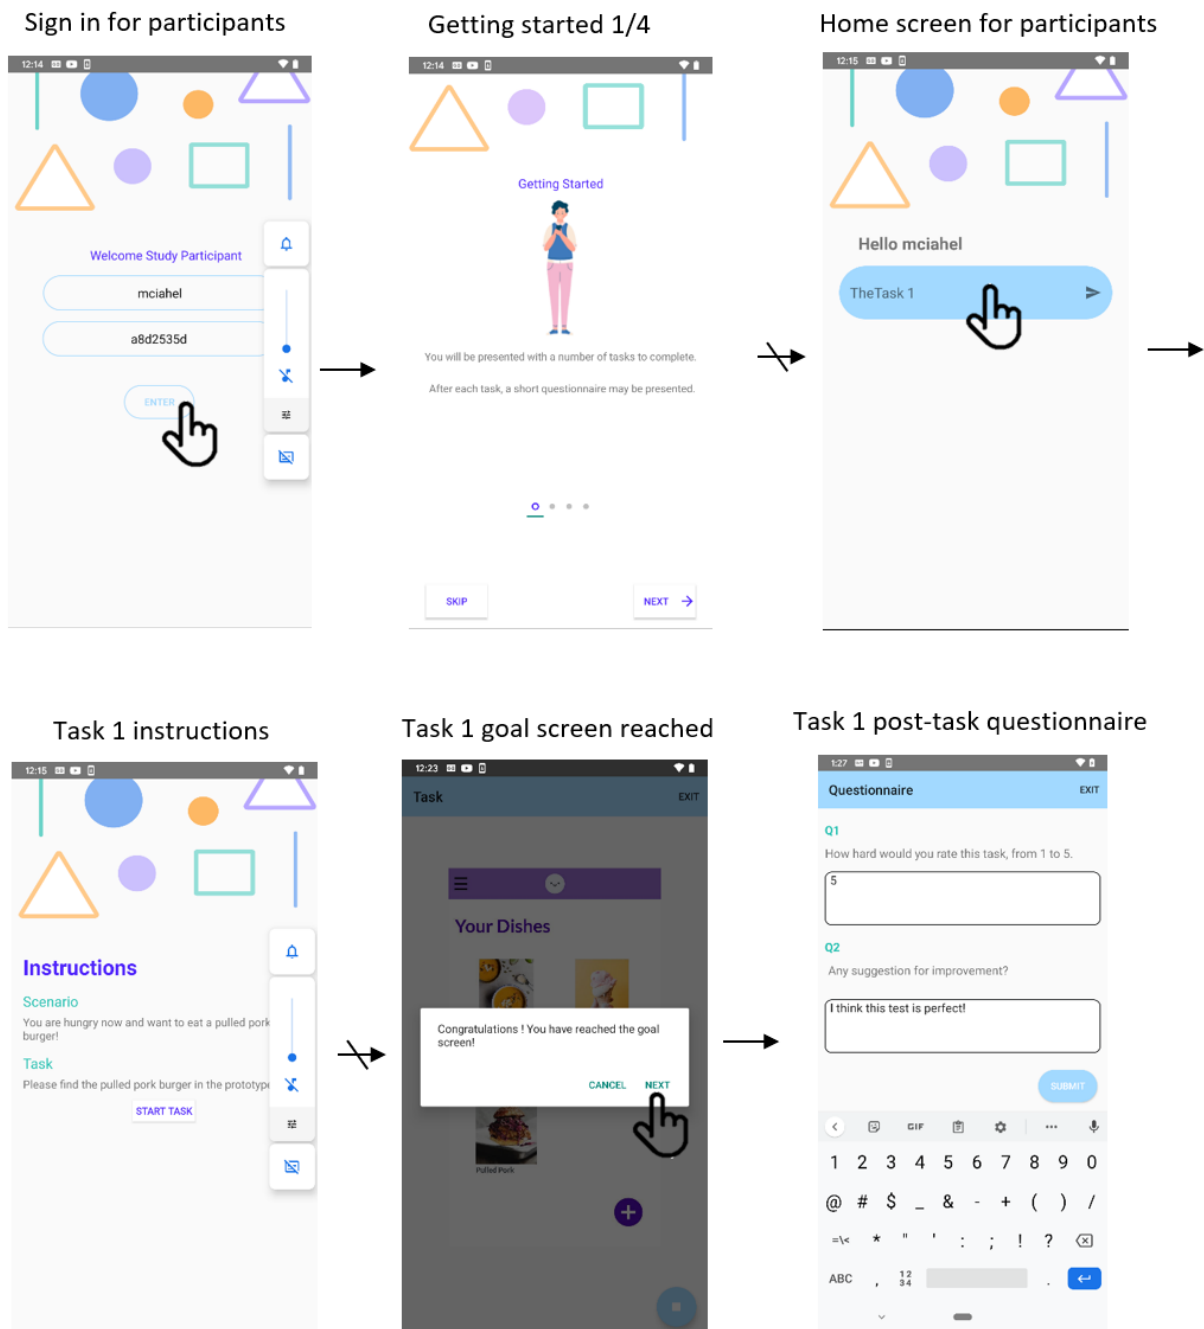 Sign in for participants
12:14
Welcome Study Participant
mciahel
a8d2535d
ENTER
Getting started 1/4
12:14
Getting Started
You will be presented with a number of tasks to complete.
After each task, a short questionnaire may be presented.
SKIP
NEXT
Home screen for participants
12:15
Hello mciahel
TheTask 1
Task 1 instructions
12:15
Instructions
Scenario
You are hungry now and want to eat a pulled pork
burger!
Task
Please find the pulled pork burger in the prototype
START TASK
Task 1 goal screen reached
12:23
Task
EXIT
Your Dishes
Congratulations ! You have reached the goal
screen!
CANCEL NEXT
Pulled Pork
Task 1 post-task questionnaire
1:27
Questionnaire
EXIT
Q1
How hard would you rate this task, from 1 to 5.
5
Q2
Any suggestion for improvement?
I think this test is perfect!
SUBMIT
GIF
1 2 3 4 5 6 7 8 9 0
@ # $ _ & - + ( ) /
=\< * " ' : ; ! ?
ABC , 12 34 .